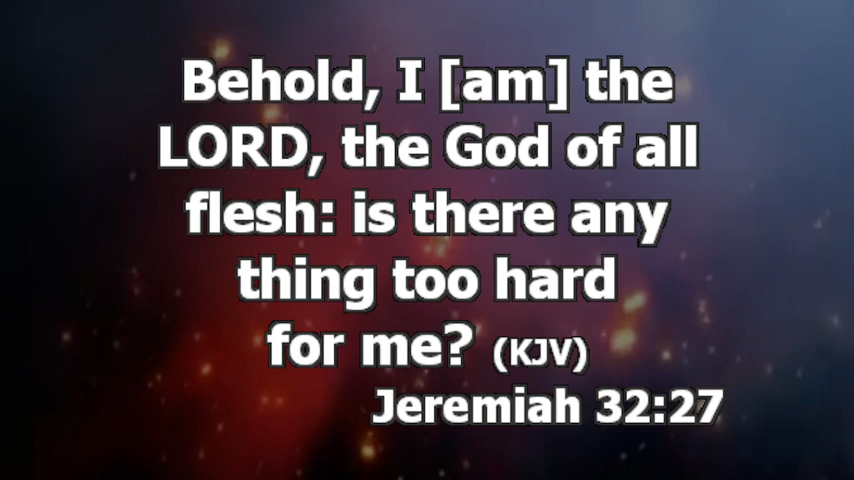 Behold, I [am] the
LORD, the God of all
flesh: is there any
thing too hard
for me? (KJV)
Jeremiah 32:27